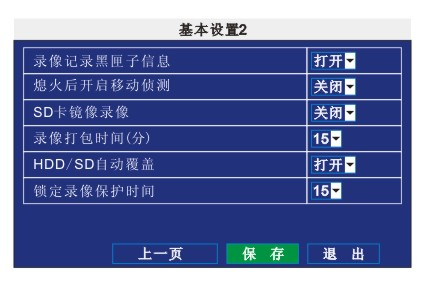 基本设置2
录像记录黑匣子信息 打开
熄火后开启移动侦测 关闭
SD卡镜像录像 关闭
录像打包时间(分) 15
HDD/SD自动覆盖 打开
锁定录像保护时间 15
上一页 保 存 退 出